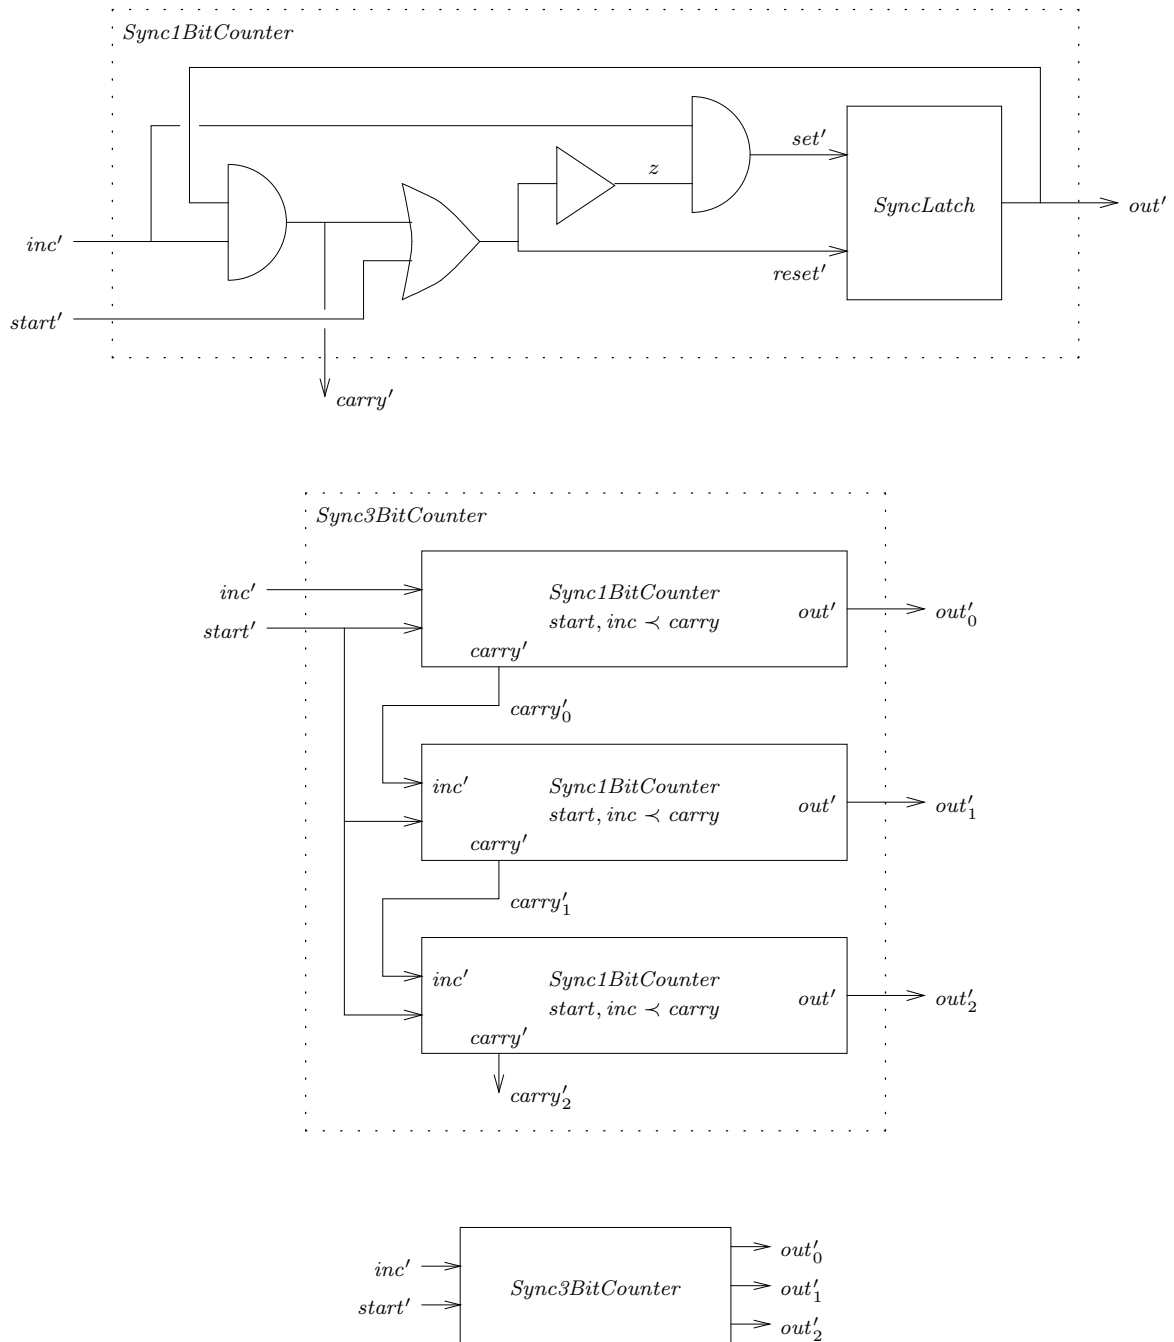 Sync1BitCounter
set′
z
SyncLatch
out′
inc′
reset′
start′
carry′
Sync3BitCounter
inc′
Sync1BitCounter
out′
out′₀
start′
start, inc ≺ carry
carry′
carry′₀
inc′
Sync1BitCounter
out′
out′₁
start, inc ≺ carry
carry′
carry′₁
inc′
Sync1BitCounter
out′
out′₂
start, inc ≺ carry
carry′
carry′₂
out′₀
inc′
Sync3BitCounter
out′₁
start′
out′₂